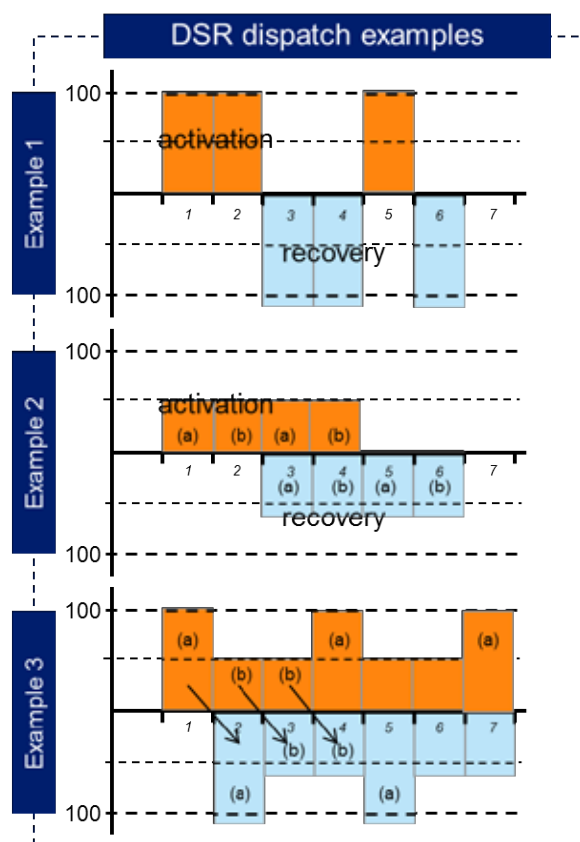 DSR dispatch examples
Example 1
100
activation
1 2 3 4 5 6 7
recovery
100
Example 2
100
activation
(a) (b) (a) (b)
1 2 3 4 5 6 7
(a) (b) (a) (b)
recovery
100
Example 3
100
(a) (a) (a)
(b) (b)
1 2 3 4 5 6 7
(b) (b)
(a) (a)
100